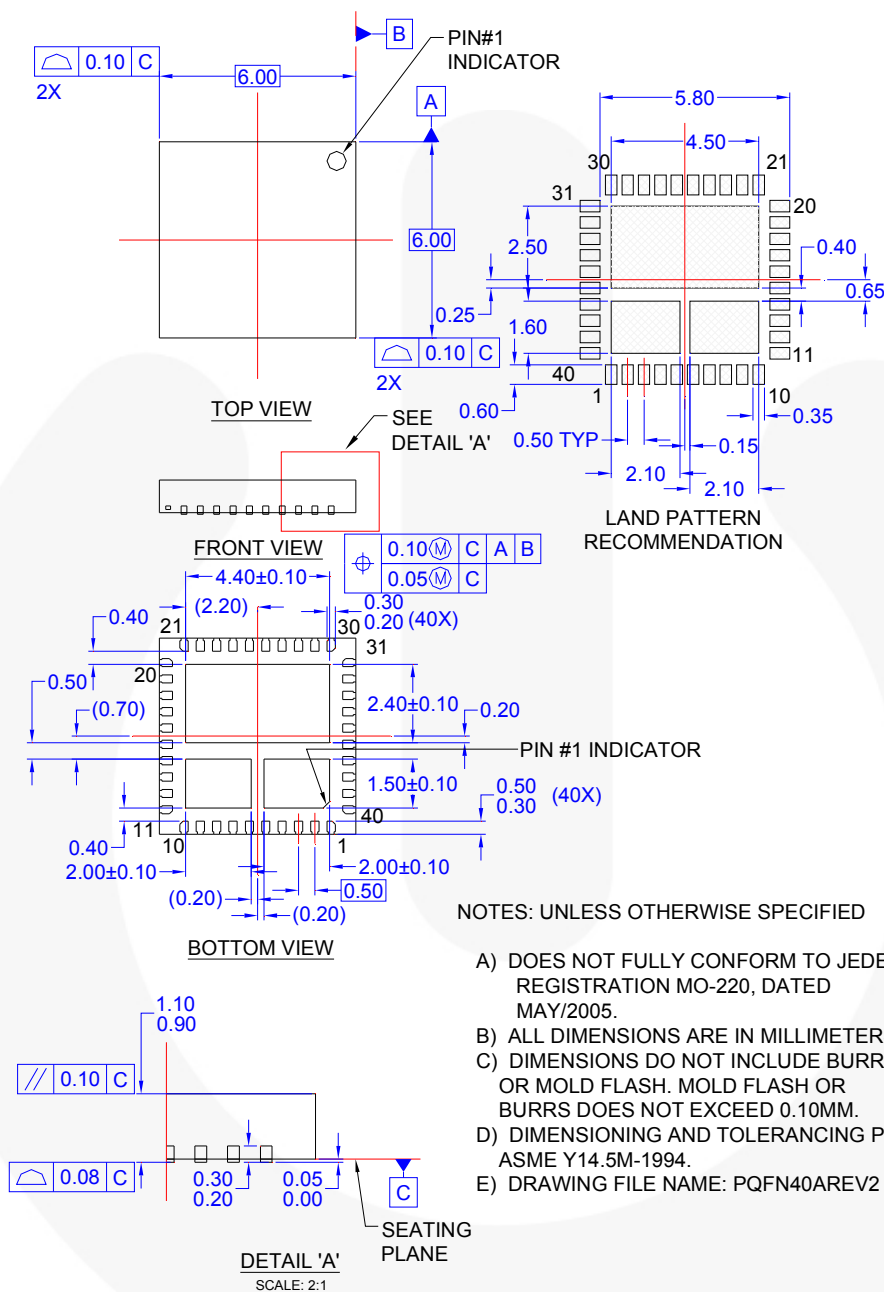 B
PIN#1
INDICATOR
0.10 C
2X
6.00
A
6.00
0.10 C
2X
TOP VIEW
5.80
4.50
30
21
31
20
2.50
0.40
0.65
0.25
1.60
40
11
1
10
0.60
0.35
0.50 TYP
0.15
2.10
2.10
LAND PATTERN
RECOMMENDATION
SEE
DETAIL 'A'
FRONT VIEW
0.10 M C A B
0.05 M C
4.40±0.10
(2.20)
0.30
0.20 (40X)
0.40
21
30
31
20
0.50
(0.70)
2.40±0.10
0.20
PIN #1 INDICATOR
1.50±0.10
0.50
0.30 (40X)
40
11
10
1
0.40
2.00±0.10
2.00±0.10
(0.20)
0.50
(0.20)
BOTTOM VIEW
NOTES: UNLESS OTHERWISE SPECIFIED
A) DOES NOT FULLY CONFORM TO JEDE
REGISTRATION MO-220, DATED
MAY/2005.
B) ALL DIMENSIONS ARE IN MILLIMETER
C) DIMENSIONS DO NOT INCLUDE BURR
OR MOLD FLASH. MOLD FLASH OR
BURRS DOES NOT EXCEED 0.10MM.
D) DIMENSIONING AND TOLERANCING P
ASME Y14.5M-1994.
E) DRAWING FILE NAME: PQFN40AREV2
1.10
0.90
// 0.10 C
0.08 C
0.30
0.20
0.05
0.00
C
SEATING
PLANE
DETAIL 'A'
SCALE: 2:1